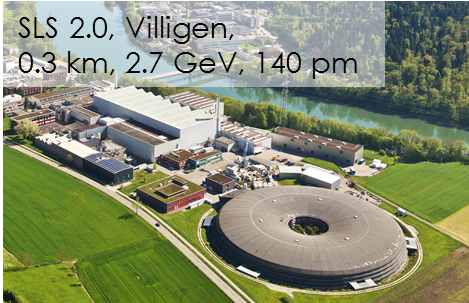 SLS 2.0, Villigen,
0.3 km, 2.7 GeV, 140 pm